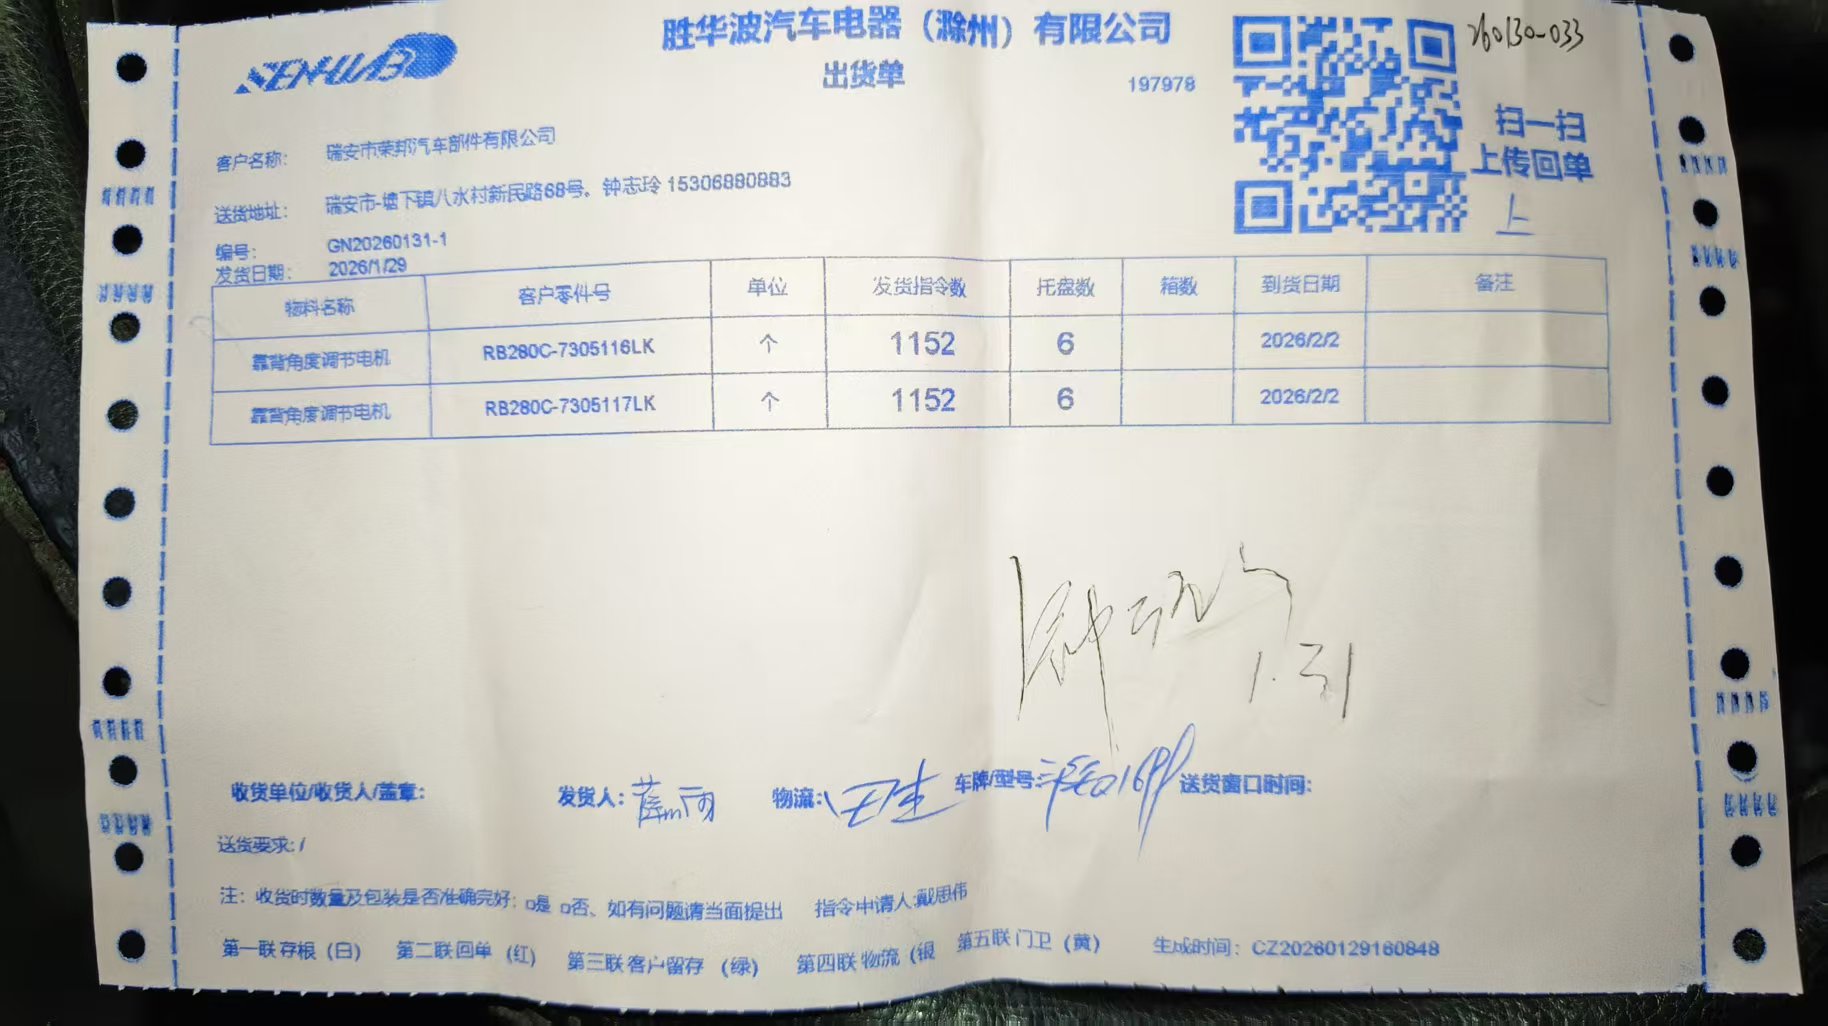 SENHUABO
胜华波汽车电器（滁州）有限公司
出货单
197978
260130-033
扫一扫
上传回单
上
客户名称： 瑞安市荣邦汽车部件有限公司
送货地址： 瑞安市-塘下镇八水村新民路68号。钟志玲 15306880883
编号： GN20260131-1
发货日期： 2026/1/29
物料名称 客户零件号 单位 发货指令数 托盘数 箱数 到货日期 备注
靠背角度调节电机 RB280C-7305116LK 个 1152 6 2026/2/2
靠背角度调节电机 RB280C-7305117LK 个 1152 6 2026/2/2
1.31
收货单位/收货人/盖章： 发货人： 物流： 车牌/型号： 送货窗口时间：
送货要求：/
注：收货时数量及包装是否准确完好：□是 □否、如有问题请当面提出 指令申请人：戴思伟
第一联存根（白） 第二联回单（红） 第三联客户留存（绿） 第四联物流（银 第五联门卫（黄） 生成时间：CZ20260129160848